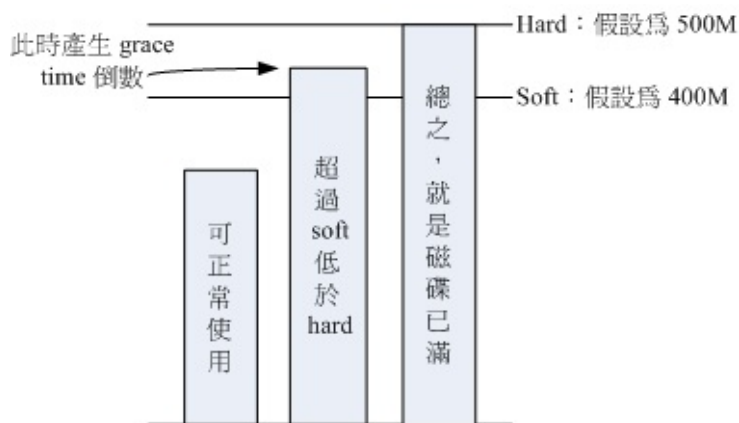 Hard：假設為 500M
此時產生 grace
time 倒數
Soft：假設為 400M
可正常使用
超過
soft
低於
hard
總之，就是磁碟已滿